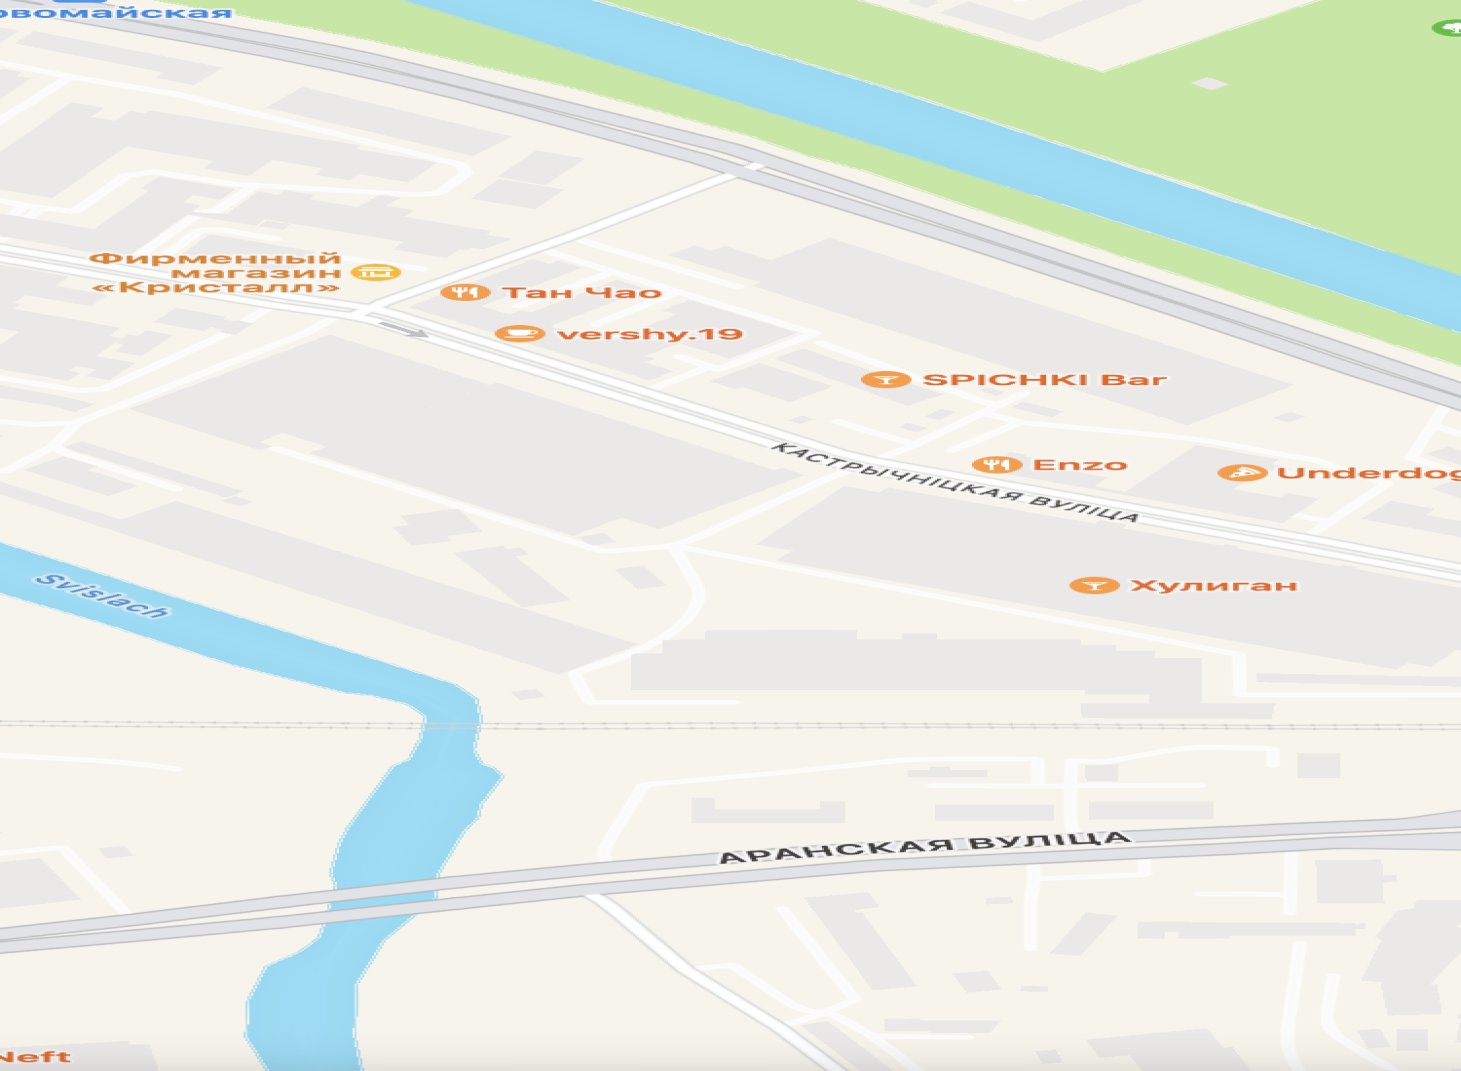 овомайская
Фирменный
магазин
«Кристалл»
Тан Чао
vershy.19
SPICHKI Bar
КАСТРЫЧНІЦКАЯ ВУЛІЦА
Enzo
Underdog
Хулиган
Svislach
АРАНСКАЯ ВУЛІЦА
Neft